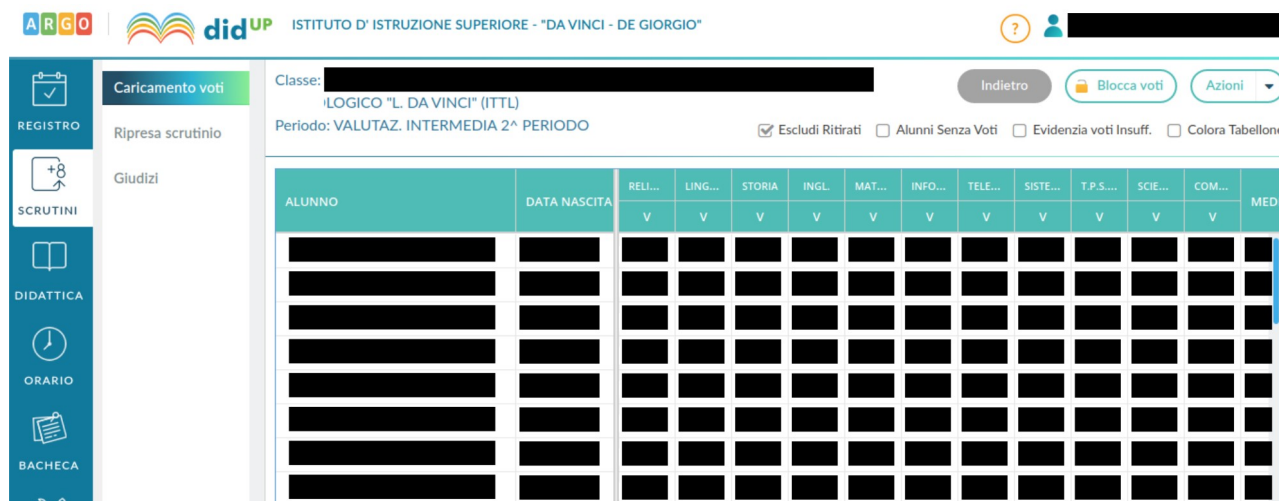 ARGO
didUP
ISTITUTO D' ISTRUZIONE SUPERIORE - "DA VINCI - DE GIORGIO"
?
REGISTRO
+8
SCRUTINI
DIDATTICA
ORARIO
BACHECA
Caricamento voti
Ripresa scrutinio
Giudizi
Classe:
LOGICO "L. DA VINCI" (ITTL)
Periodo: VALUTAZ. INTERMEDIA 2^ PERIODO
Indietro
Blocca voti
Azioni
Escludi Ritirati
Alunni Senza Voti
Evidenzia voti Insuff.
Colora Tabellone
ALUNNO DATA NASCITA RELI... LING... STORIA INGL. MAT... INFO... TELE... SISTE... T.P.S.... SCIE... COM... MED
V V V V V V V V V V V